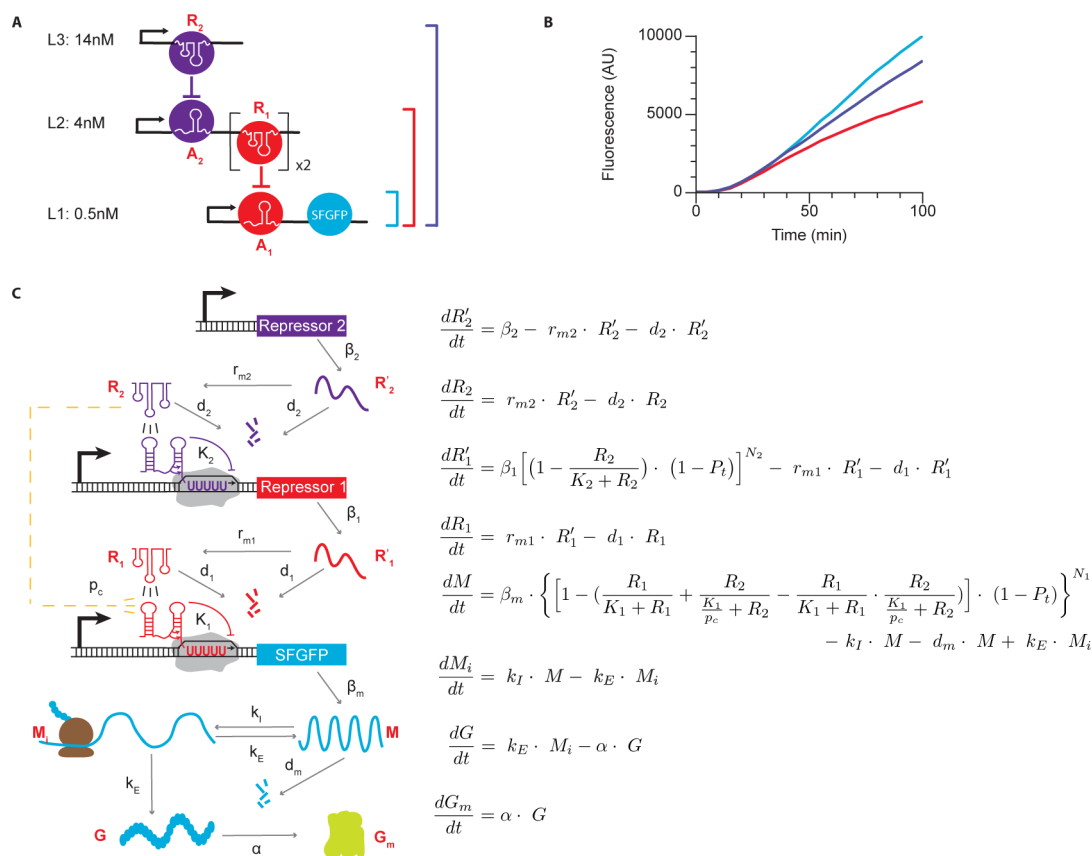 A
L3: 14nM
R2
L2: 4nM
A2
R1
x2
L1: 0.5nM
A1
SFGFP
B
Fluorescence (AU)
10000
5000
0
0
50
100
Time (min)
C
Repressor 2
β2
R2
rm2
R'2
d2
d2
K2
UUUUU
Repressor 1
β1
R1
rm1
R'1
d1
d1
pc
K1
UUUUU
SFGFP
βm
Mi
kI
kE
M
dm
kE
G
α
Gm
dR'2/dt = β2 − rm2 · R'2 − d2 · R'2
dR2/dt = rm2 · R'2 − d2 · R2
dR'1/dt = β1[(1 − R2/(K2 + R2)) · (1 − Pt)]^N2 − rm1 · R'1 − d1 · R'1
dR1/dt = rm1 · R'1 − d1 · R1
dM/dt = βm · {[1 − (R1/(K1 + R1) + R2/(K1/pc + R2) − R1/(K1 + R1) · R2/(K1/pc + R2))] · (1 − Pt)}^N1
− kI · M − dm · M + kE · Mi
dMi/dt = kI · M − kE · Mi
dG/dt = kE · Mi − α · G
dGm/dt = α · G